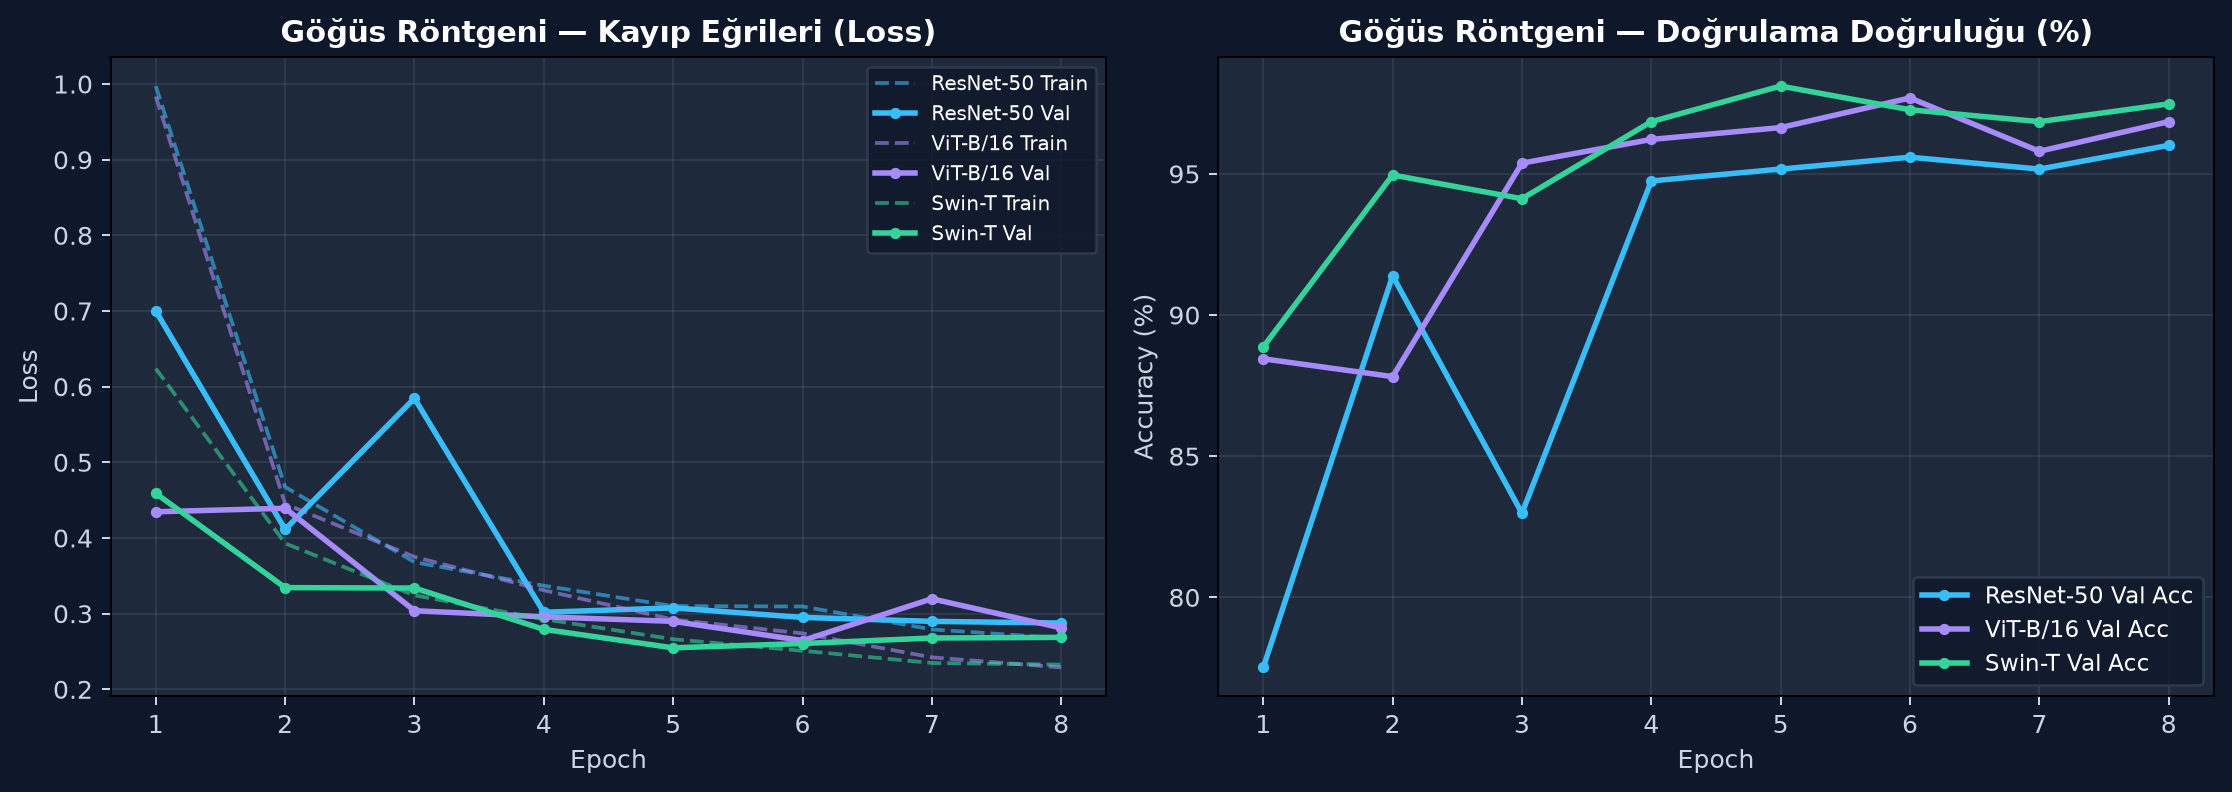 Göğüs Röntgeni — Kayıp Eğrileri (Loss)
1.0
0.9
0.8
0.7
0.6
0.5
0.4
0.3
0.2
Loss
1 2 3 4 5 6 7 8
Epoch
ResNet-50 Train
ResNet-50 Val
ViT-B/16 Train
ViT-B/16 Val
Swin-T Train
Swin-T Val
Göğüs Röntgeni — Doğrulama Doğruluğu (%)
95
90
85
80
Accuracy (%)
1 2 3 4 5 6 7 8
Epoch
ResNet-50 Val Acc
ViT-B/16 Val Acc
Swin-T Val Acc